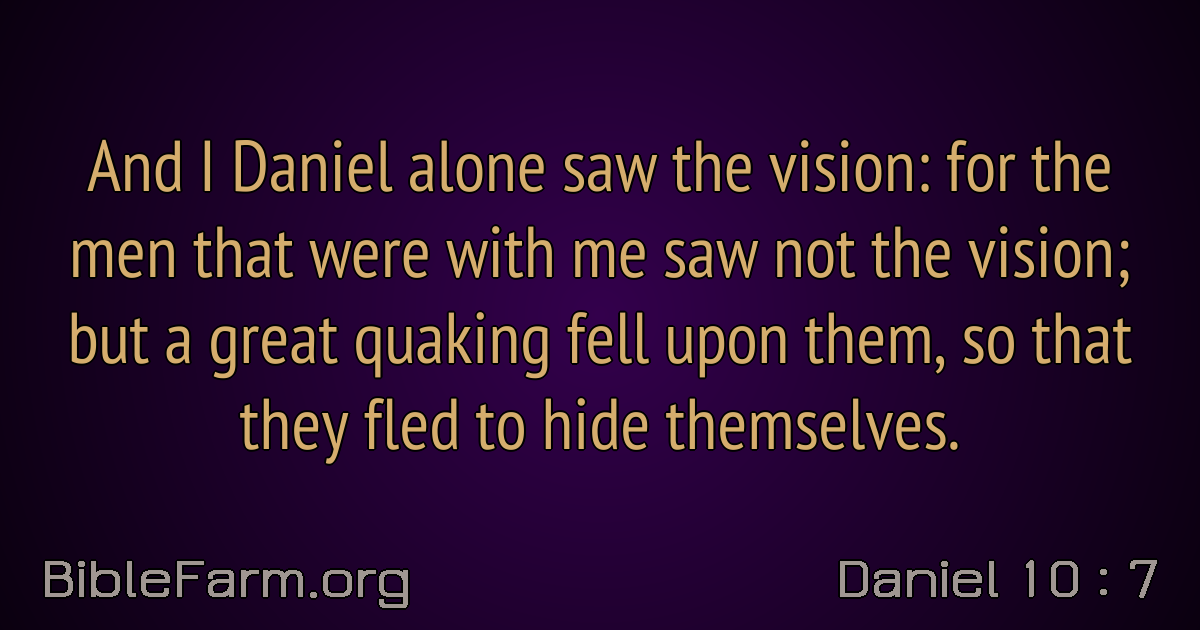 And I Daniel alone saw the vision: for the
men that were with me saw not the vision;
but a great quaking fell upon them, so that
they fled to hide themselves.
BibleFarm.org
Daniel 10 : 7